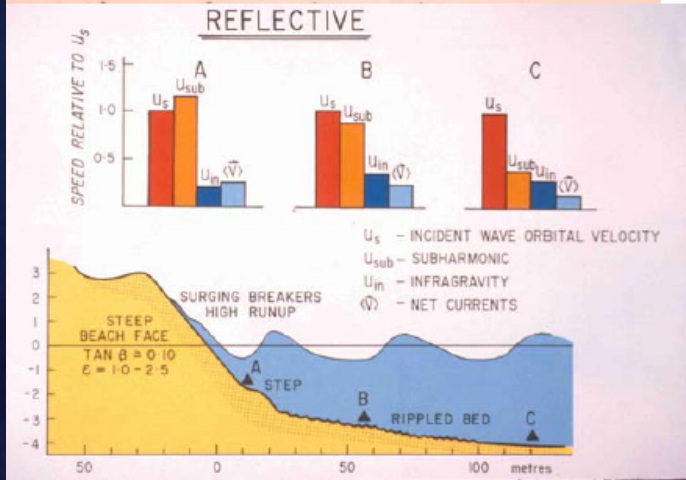 REFLECTIVE
SPEED RELATIVE TO Us
1·5
1·0
0·5
A
Us
Usub
Uin
⟨V̄⟩
B
Us
Usub
Uin
⟨V̄⟩
C
Us
Usub
Uin
⟨V̄⟩
Us – INCIDENT WAVE ORBITAL VELOCITY
Usub – SUBHARMONIC
Uin – INFRAGRAVITY
⟨V̄⟩ – NET CURRENTS
3
2
1
0
-1
-2
-3
-4
SURGING BREAKERS
HIGH RUNUP
STEEP
BEACH FACE
TAN β ≅ 0·10
ε = 1·0 – 2·5
A
STEP
B
RIPPLED BED
C
50
0
50
100
metres